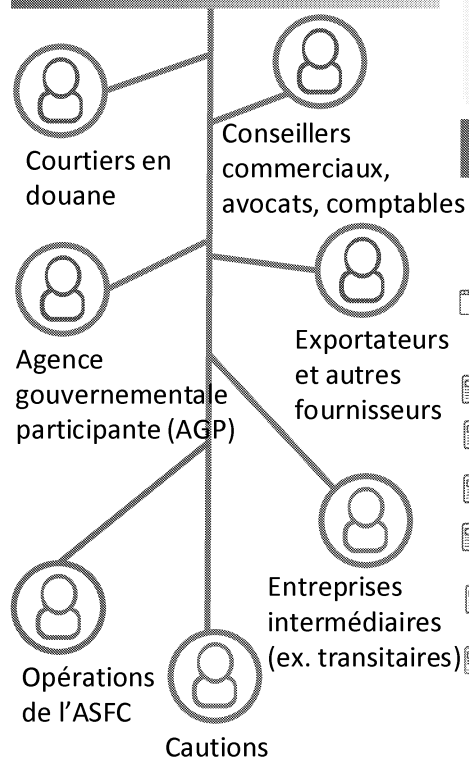 Courtiers en
douane
Conseillers
commerciaux,
avocats, comptables
Agence
gouvernementale
participante (AGP)
Exportateurs
et autres
fournisseurs
Entreprises
intermédiaires
(ex. transitaires)
Opérations
de l'ASFC
Cautions